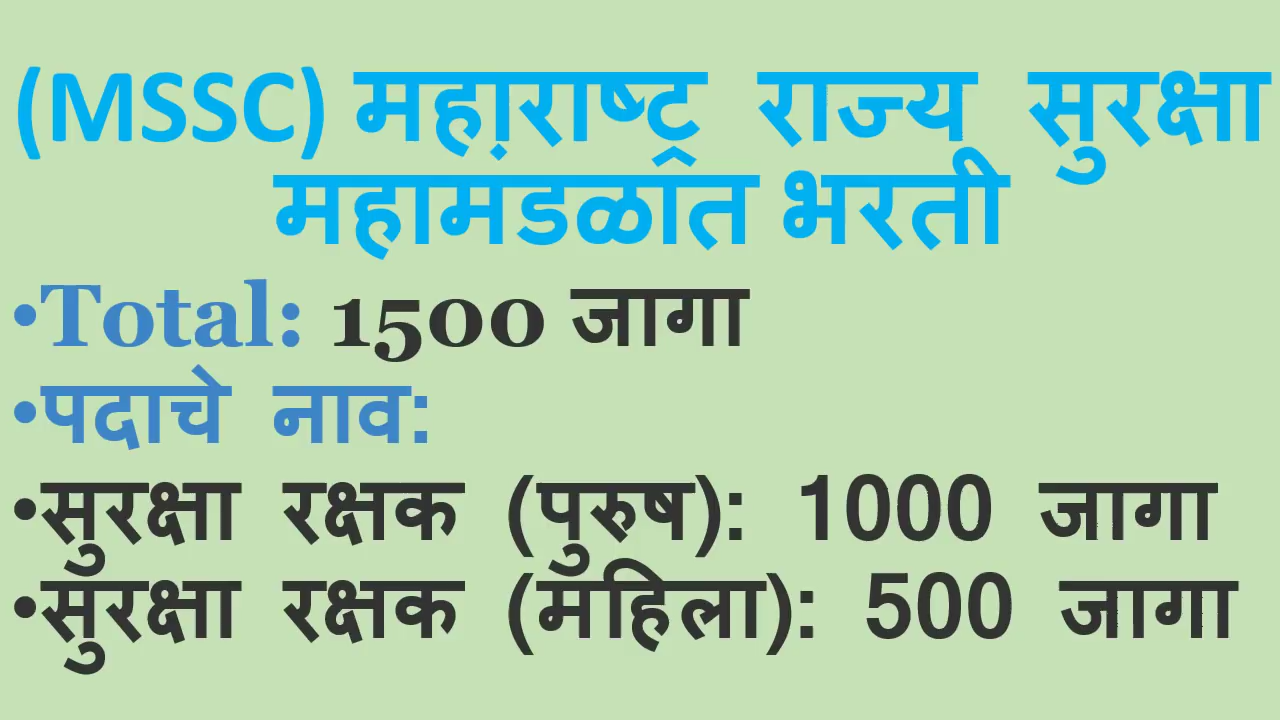 (MSSC) महाराष्ट्र राज्य सुरक्षा
महामंडळात भरती
•Total: 1500 जागा
•पदाचे नाव:
•सुरक्षा रक्षक (पुरुष): 1000 जागा
•सुरक्षा रक्षक (महिला): 500 जागा